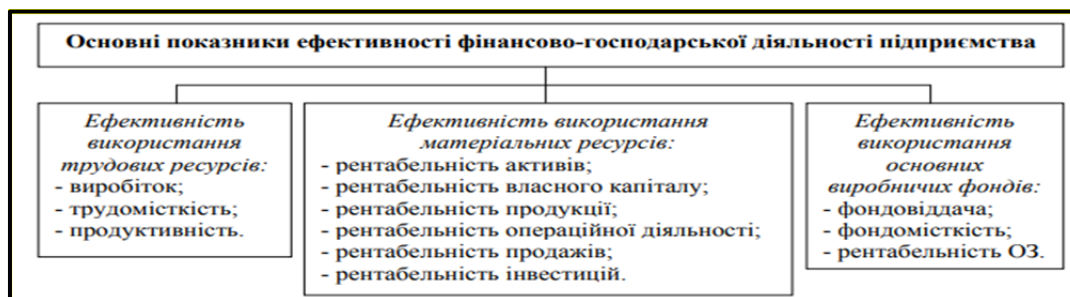 Основні показники ефективності фінансово-господарської діяльності підприємства
Ефективність
використання
трудових ресурсів:
- виробіток;
- трудомісткість;
- продуктивність.
Ефективність використання
матеріальних ресурсів:
- рентабельність активів;
- рентабельність власного капіталу;
- рентабельність продукції;
- рентабельність операційної діяльності;
- рентабельність продажів;
- рентабельність інвестицій.
Ефективність
використання
основних
виробничих фондів:
- фондовіддача;
- фондомісткість;
- рентабельність ОЗ.